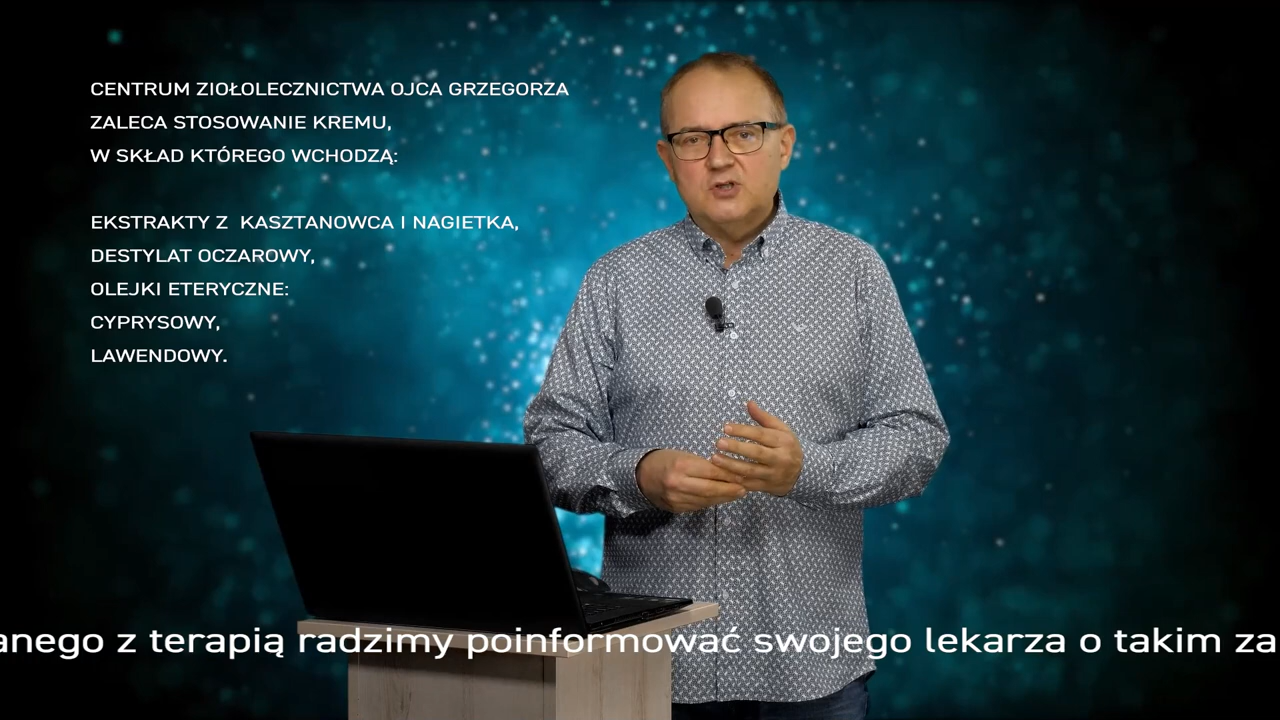 CENTRUM ZIOŁOLECZNICTWA OJCA GRZEGORZA
ZALECA STOSOWANIE KREMU,
W SKŁAD KTÓREGO WCHODZĄ:
EKSTRAKTY Z  KASZTANOWCA I NAGIETKA,
DESTYLAT OCZAROWY,
OLEJKI ETERYCZNE:
CYPRYSOWY,
LAWENDOWY.
anego z terapią radzimy poinformować swojego lekarza o takim za